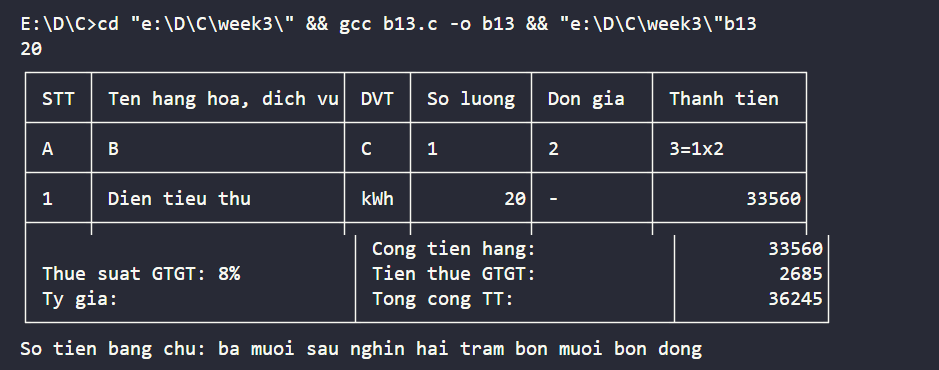 E:\D\C>cd "e:\D\C\week3\" && gcc b13.c -o b13 && "e:\D\C\week3\"b13
20
STT Ten hang hoa, dich vu DVT So luong Don gia Thanh tien
A B C 1 2 3=1x2
1 Dien tieu thu kWh 20 - 33560
Cong tien hang: 33560
Thue suat GTGT: 8% Tien thue GTGT: 2685
Ty gia: Tong cong TT: 36245
So tien bang chu: ba muoi sau nghin hai tram bon muoi bon dong